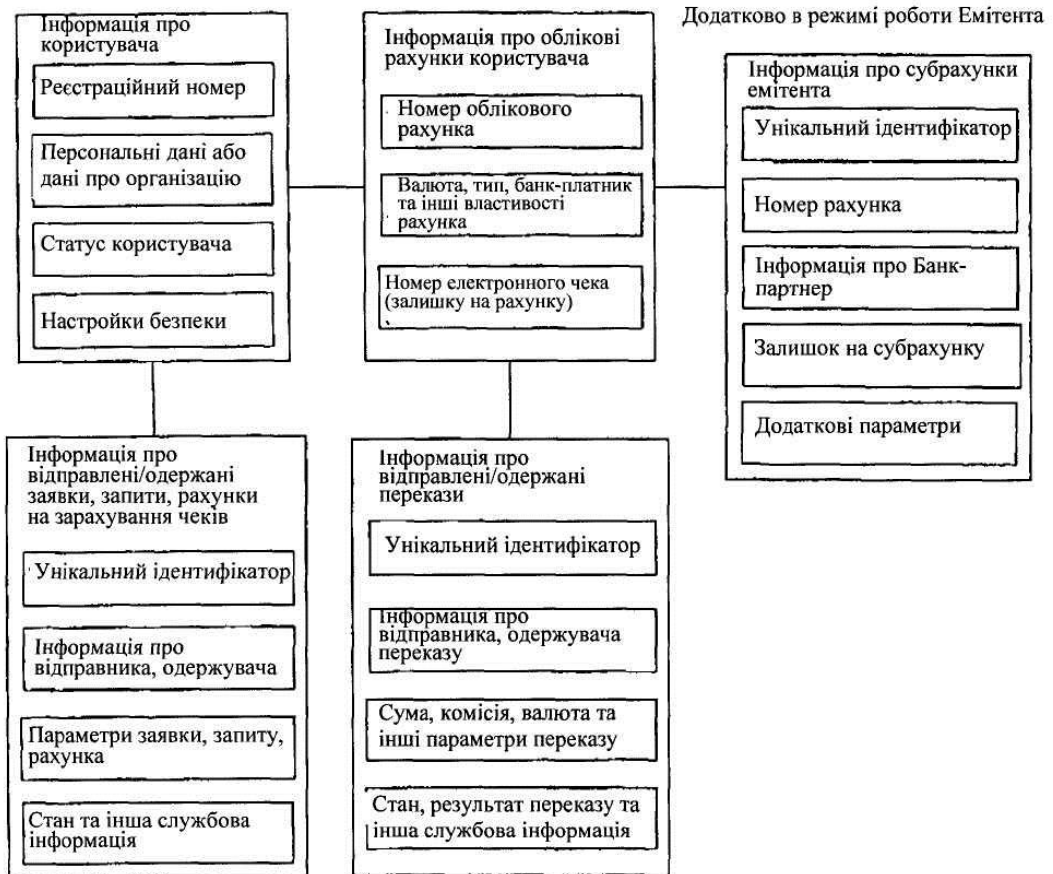 Інформація про
користувача
Реєстраційний номер
Персональні дані або
дані про організацію
Статус користувача
Настройки безпеки
Інформація про облікові
рахунки користувача
Номер облікового
рахунка
Валюта, тип, банк-платник
та інші властивості
рахунка
Номер електронного чека
(залишку на рахунку)
Додатково в режимі роботи Емітента
Інформація про субрахунки
емітента
Унікальний ідентифікатор
Номер рахунка
Інформація про Банк-
партнер
Залишок на субрахунку
Додаткові параметри
Інформація про
відправлені/одержані
заявки, запити, рахунки
на зарахування чеків
Унікальний ідентифікатор
Інформація про
відправника, одержувача
Параметри заявки, запиту,
рахунка
Стан та інша службова
інформація
Інформація про
відправлені/одержані
перекази
Унікальний ідентифікатор
Інформація про
відправника, одержувача
переказу
Сума, комісія, валюта та
інші параметри переказу
Стан, результат переказу та
інша службова інформація